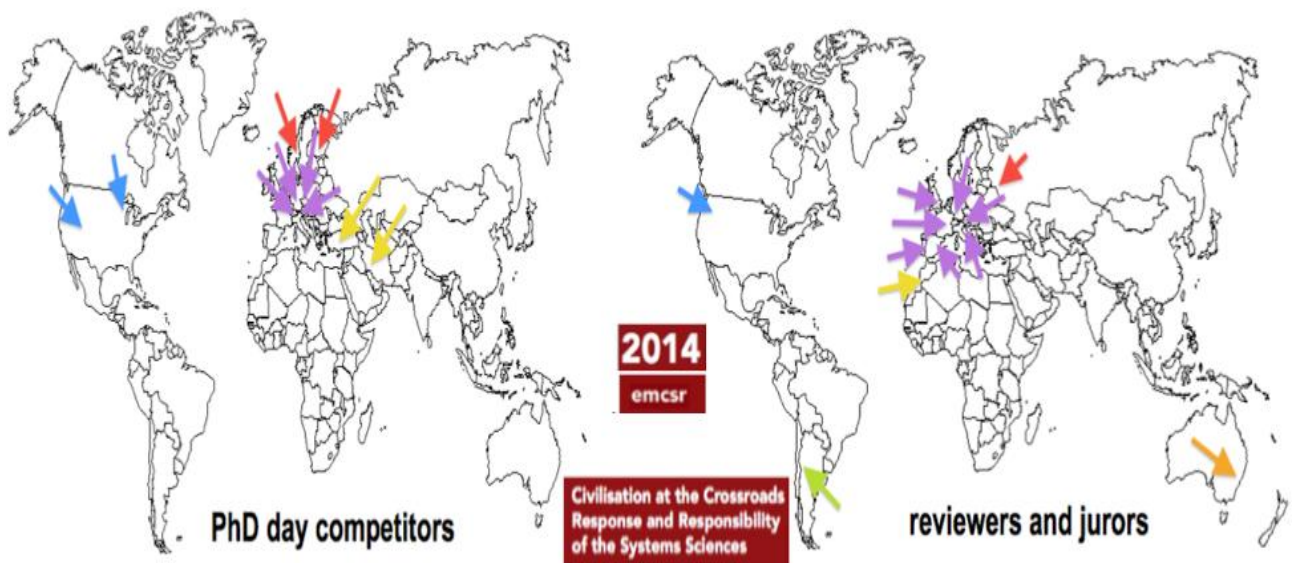 2014
emcsr
PhD day competitors
Civilisation at the Crossroads
Response and Responsibility
of the Systems Sciences
reviewers and jurors